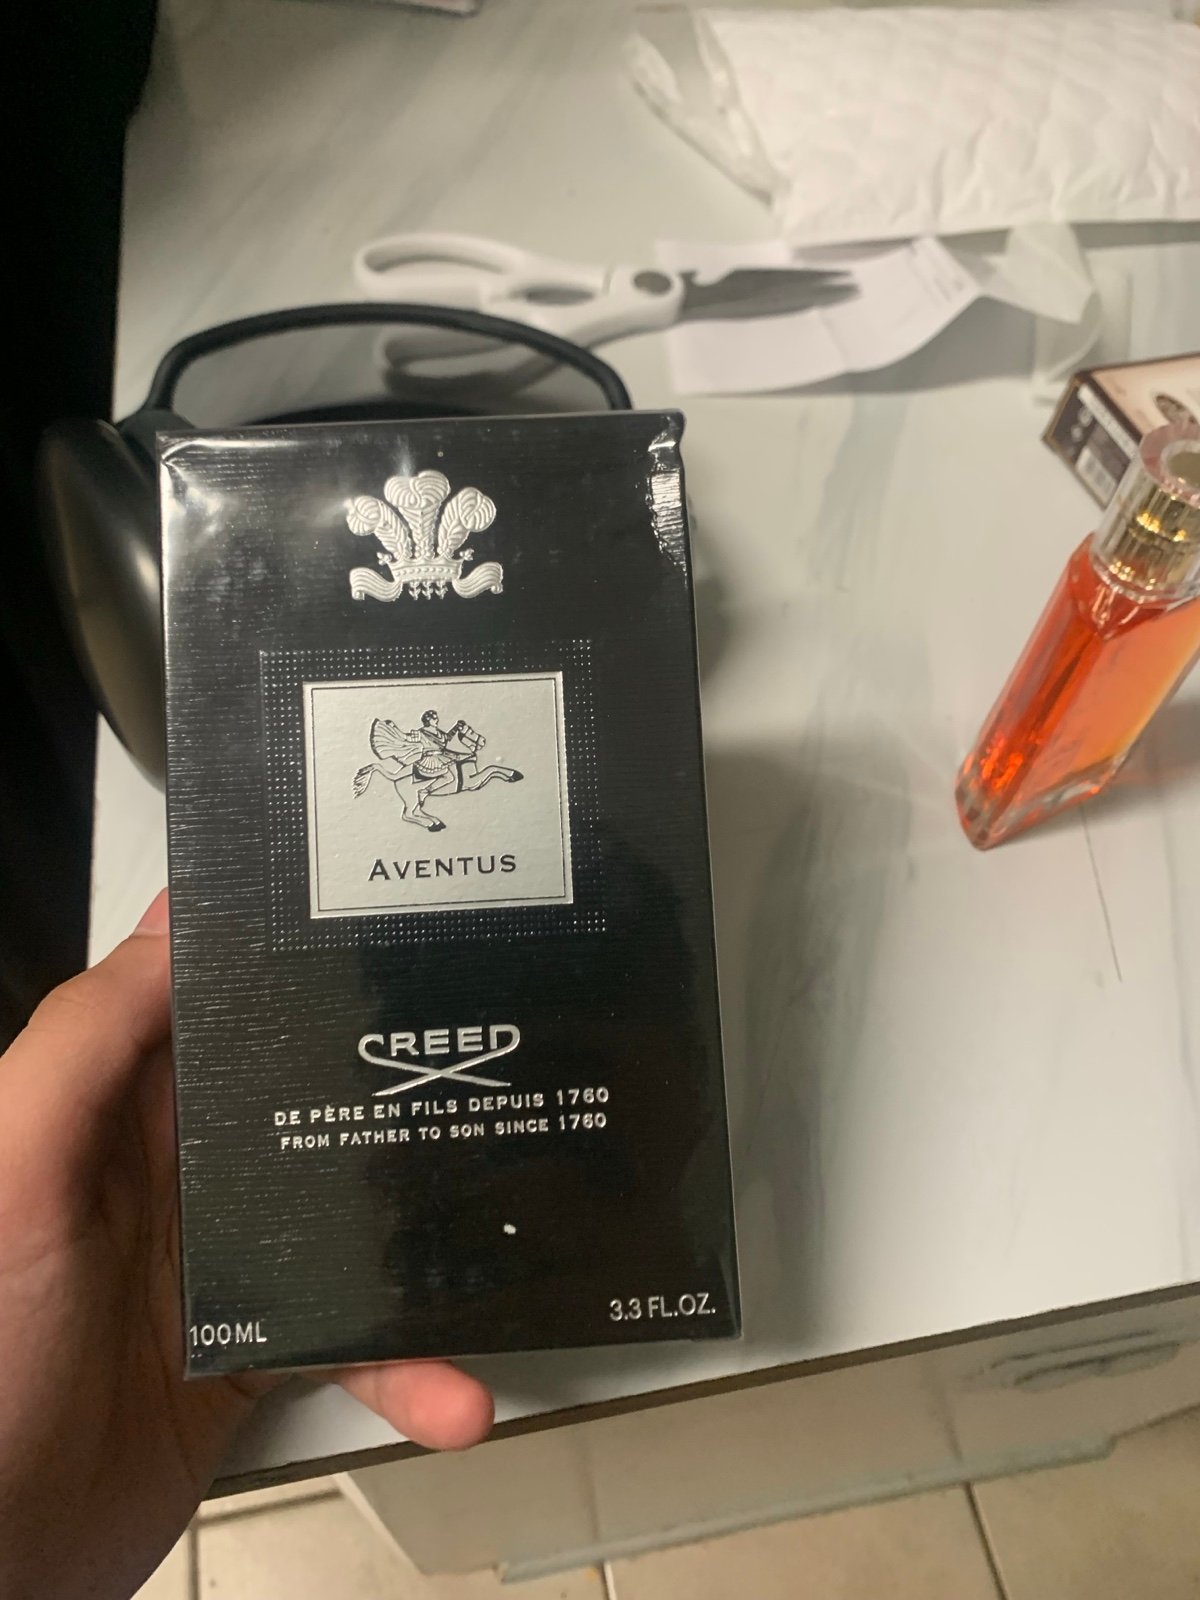 AVENTUS
CREED
DE PÈRE EN FILS DEPUIS 1760
FROM FATHER TO SON SINCE 1760
100ML
3.3 FL.OZ.